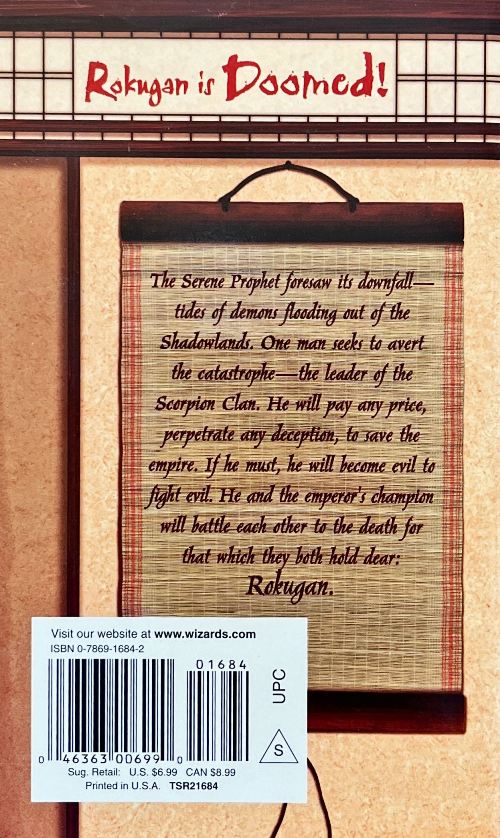 Rokugan is Doomed!
The Serene Prophet foresaw its downfall—
tides of demons flooding out of the
Shadowlands. One man seeks to avert
the catastrophe—the leader of the
Scorpion Clan. He will pay any price,
perpetrate any deception, to save the
empire. If he must, he will become evil to
fight evil. He and the emperor's champion
will battle each other to the death for
that which they both hold dear:
Rokugan.
Visit our website at www.wizards.com
ISBN 0-7869-1684-2
01684
UPC
0 46363 00699 0
S
Sug. Retail: U.S. $6.99 CAN $8.99
Printed in U.S.A. TSR21684